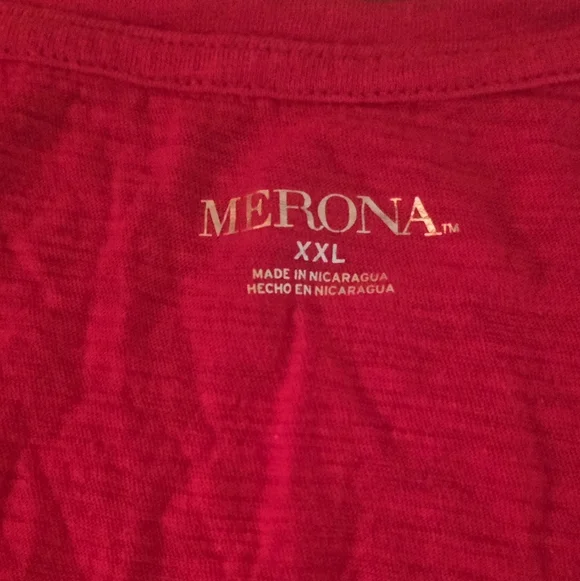 MERONA™
XXL
MADE IN NICARAGUA
HECHO EN NICARAGUA